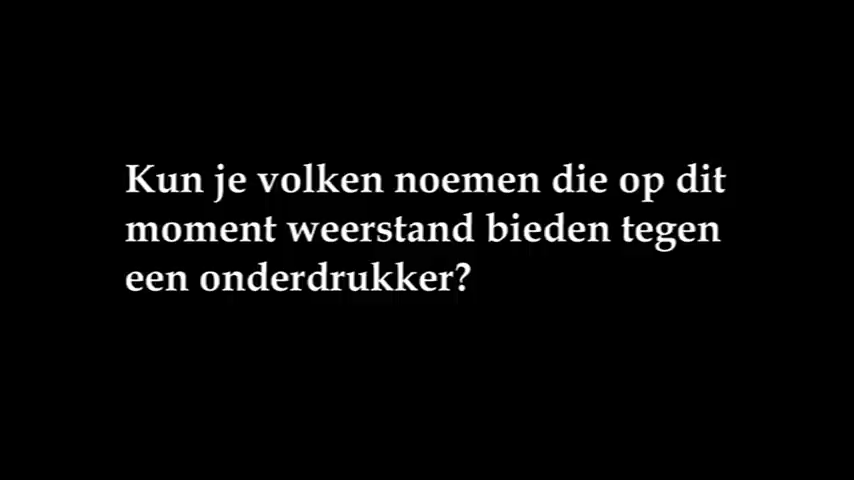 Kun je volken noemen die op dit
moment weerstand bieden tegen
een onderdrukker?